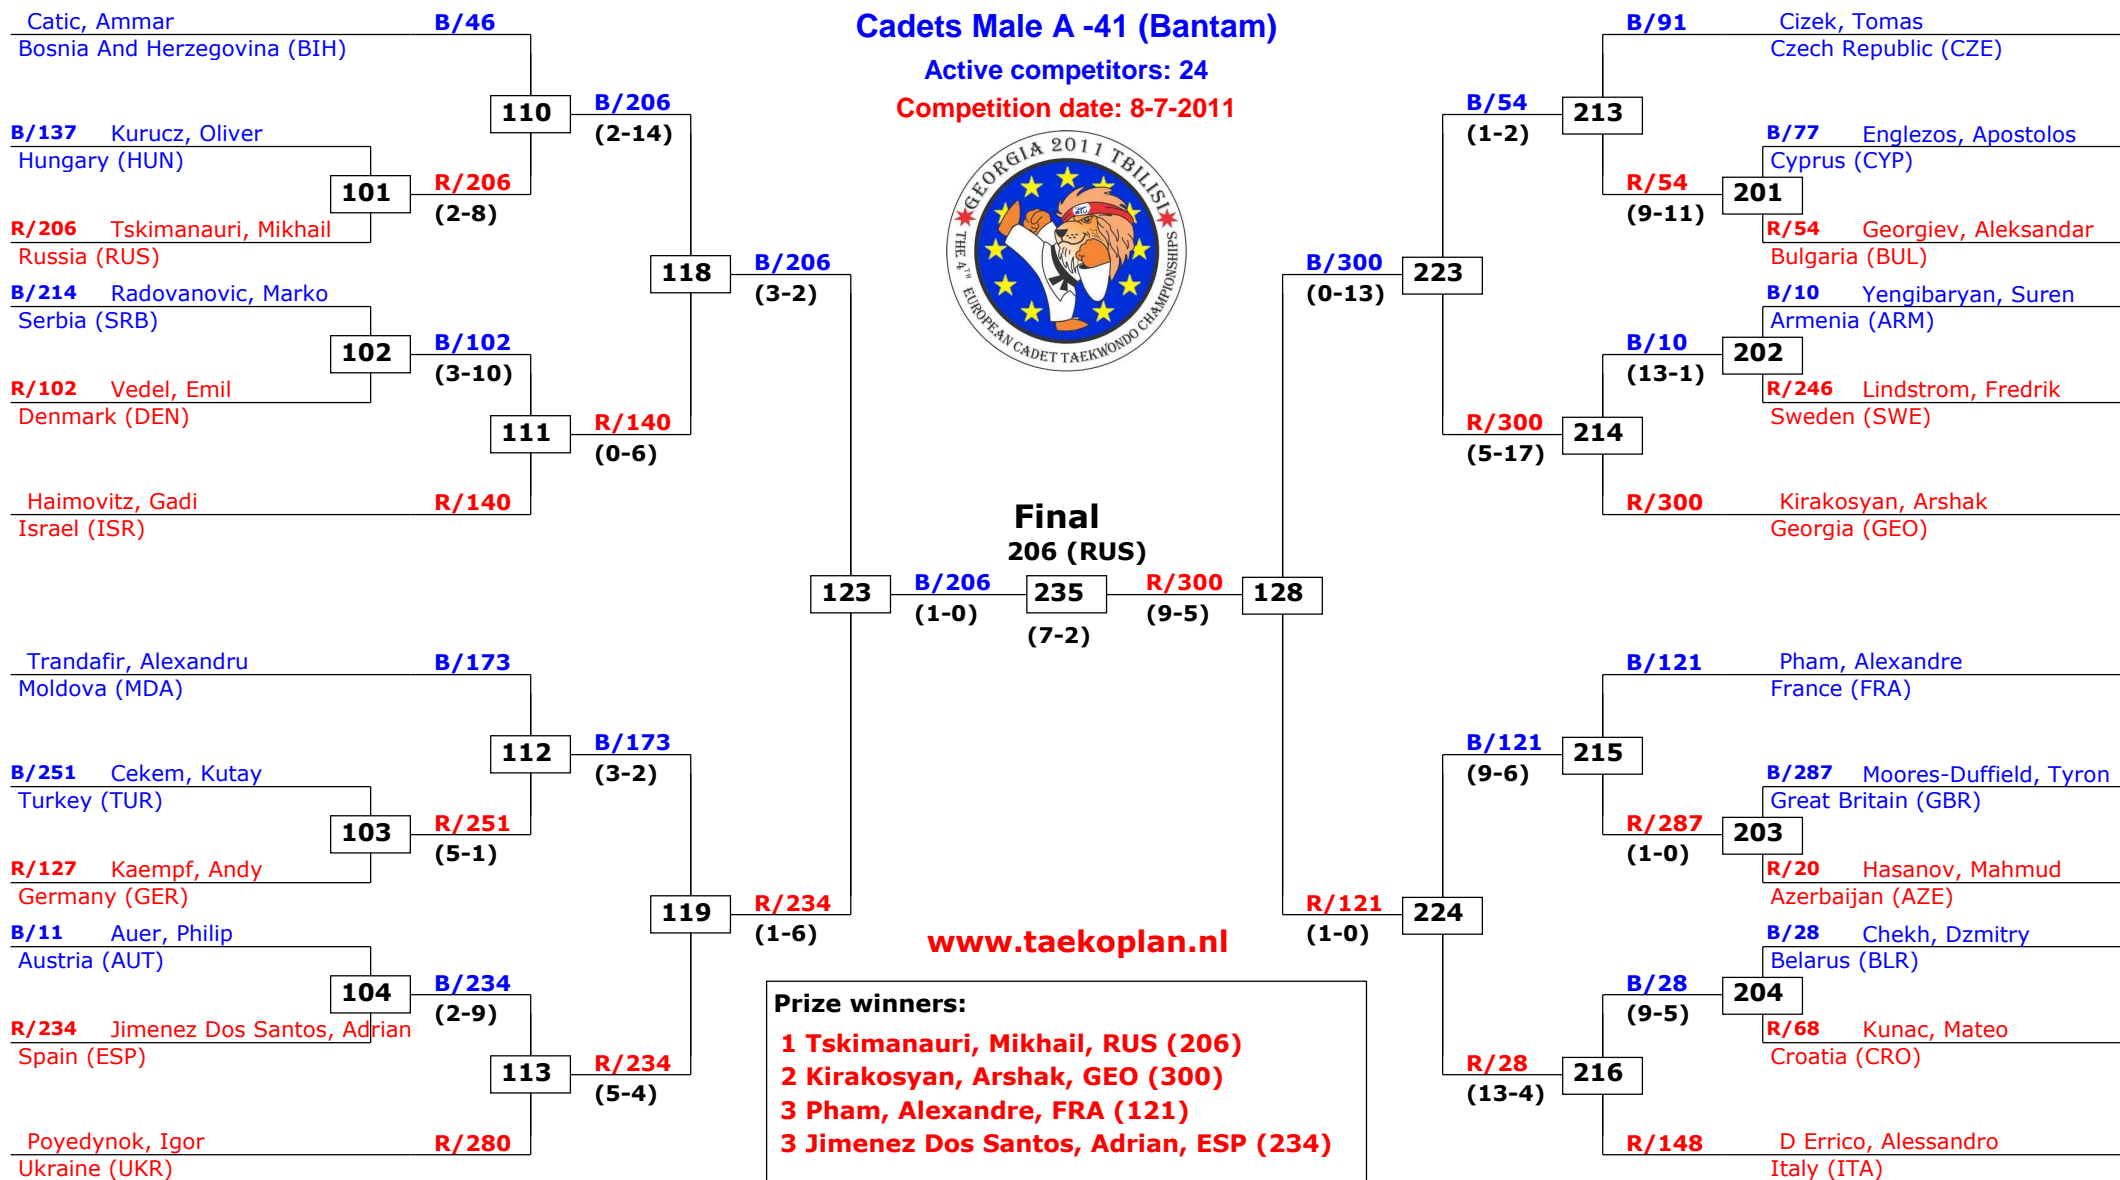 Cadets Male A -41 (Bantam)
Active competitors: 24
Competition date: 8-7-2011
GEORGIA 2011 TBILISI
THE 4TH EUROPEAN CADET TAEKWONDO CHAMPIONSHIPS
Catic, Ammar B/46
Bosnia And Herzegovina (BIH)
110
B/206
(2-14)
B/137 Kurucz, Oliver
Hungary (HUN)
101
R/206
(2-8)
R/206 Tskimanauri, Mikhail
Russia (RUS)
118
B/206
(3-2)
B/214 Radovanovic, Marko
Serbia (SRB)
102
B/102
(3-10)
R/102 Vedel, Emil
Denmark (DEN)
111
R/140
(0-6)
Haimovitz, Gadi R/140
Israel (ISR)
123
B/206
(1-0)
Trandafir, Alexandru B/173
Moldova (MDA)
112
B/173
(3-2)
B/251 Cekem, Kutay
Turkey (TUR)
103
R/251
(5-1)
R/127 Kaempf, Andy
Germany (GER)
119
R/234
(1-6)
B/11 Auer, Philip
Austria (AUT)
104
B/234
(2-9)
R/234 Jimenez Dos Santos, Adrian
Spain (ESP)
113
R/234
(5-4)
Poyedynok, Igor R/280
Ukraine (UKR)
Final
206 (RUS)
235
(7-2)
R/300
(9-5)
128
B/91 Cizek, Tomas
Czech Republic (CZE)
B/54
(1-2)
213
B/77 Englezos, Apostolos
Cyprus (CYP)
R/54
(9-11)
201
R/54 Georgiev, Aleksandar
Bulgaria (BUL)
B/300
(0-13)
223
B/10 Yengibaryan, Suren
Armenia (ARM)
B/10
(13-1)
202
R/246 Lindstrom, Fredrik
Sweden (SWE)
R/300
(5-17)
214
R/300 Kirakosyan, Arshak
Georgia (GEO)
B/121 Pham, Alexandre
France (FRA)
B/121
(9-6)
215
B/287 Moores-Duffield, Tyron
Great Britain (GBR)
R/287
(1-0)
203
R/20 Hasanov, Mahmud
Azerbaijan (AZE)
R/121
(1-0)
224
B/28 Chekh, Dzmitry
Belarus (BLR)
B/28
(9-5)
204
R/68 Kunac, Mateo
Croatia (CRO)
R/28
(13-4)
216
R/148 D Errico, Alessandro
Italy (ITA)
www.taekoplan.nl
Prize winners:
1 Tskimanauri, Mikhail, RUS (206)
2 Kirakosyan, Arshak, GEO (300)
3 Pham, Alexandre, FRA (121)
3 Jimenez Dos Santos, Adrian, ESP (234)